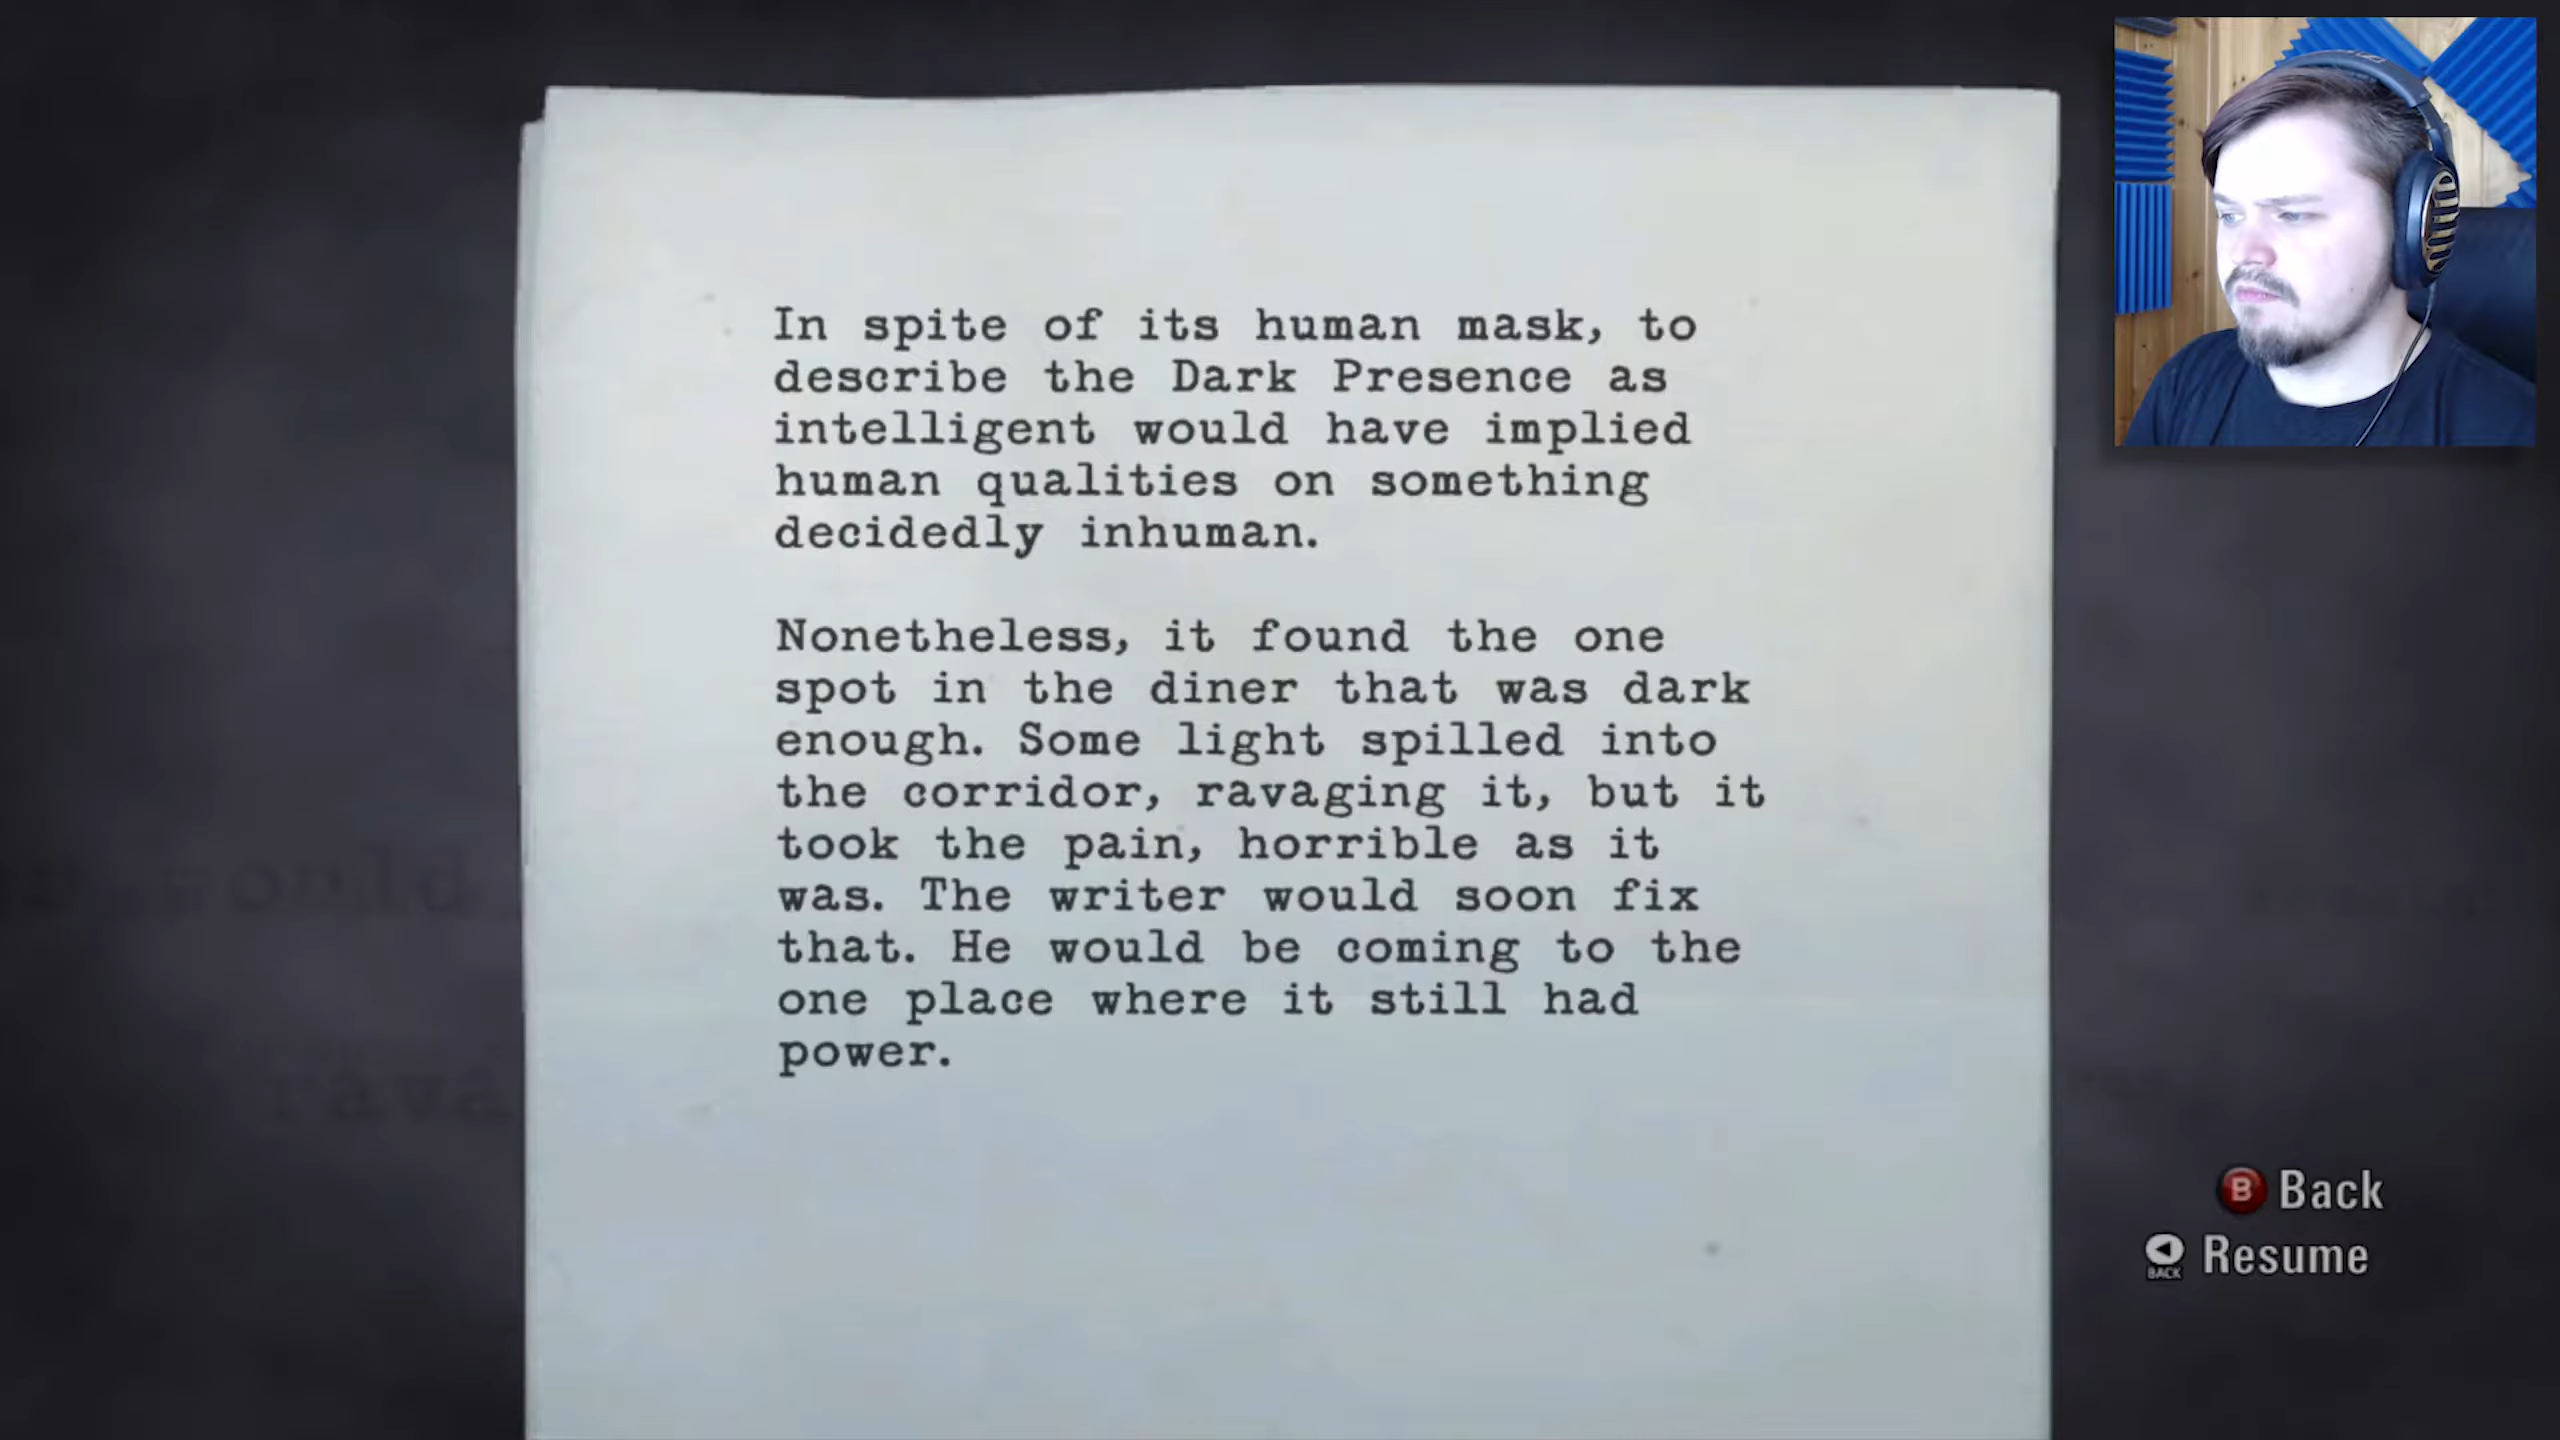 In spite of its human mask, to
describe the Dark Presence as
intelligent would have implied
human qualities on something
decidedly inhuman.
Nonetheless, it found the one
spot in the diner that was dark
enough. Some light spilled into
the corridor, ravaging it, but it
took the pain, horrible as it
was. The writer would soon fix
that. He would be coming to the
one place where it still had
power.
would
rava
B Back
BACK Resume